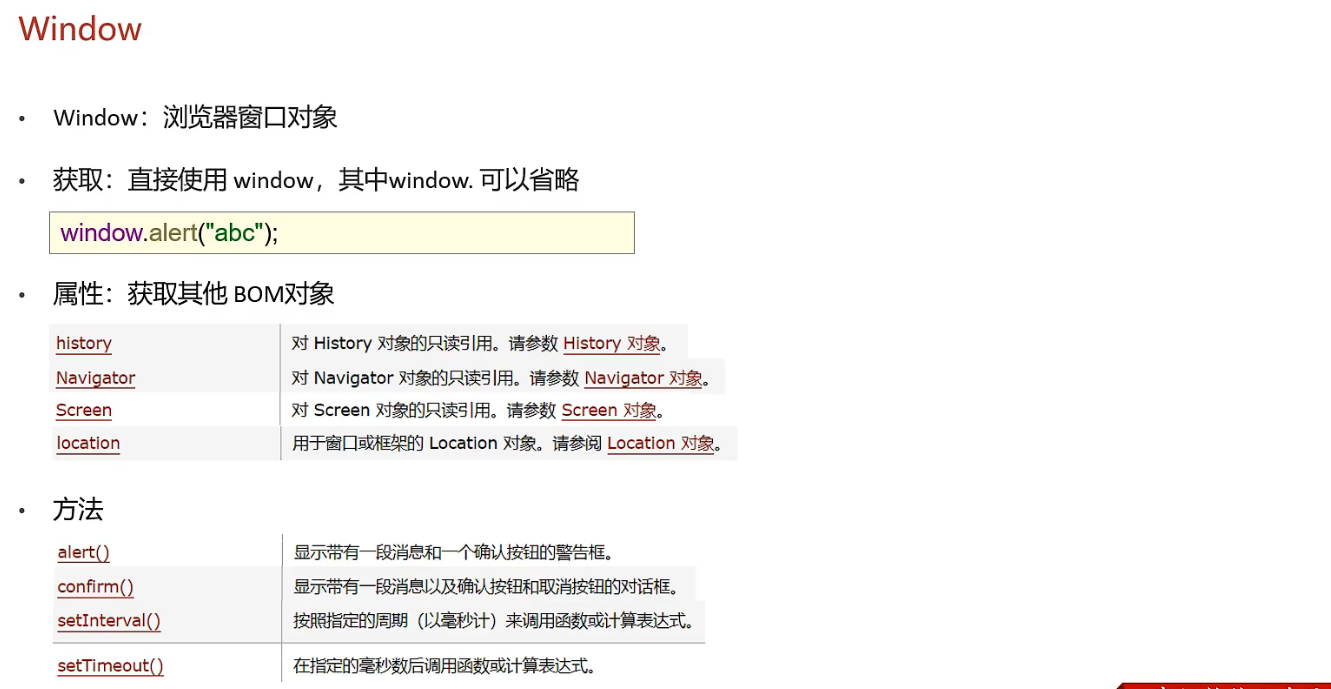 Window
• Window：浏览器窗口对象
• 获取：直接使用 window，其中window. 可以省略
window.alert("abc");
• 属性：获取其他 BOM对象
history 对 History 对象的只读引用。请参数 History 对象。
Navigator 对 Navigator 对象的只读引用。请参数 Navigator 对象。
Screen 对 Screen 对象的只读引用。请参数 Screen 对象。
location 用于窗口或框架的 Location 对象。请参阅 Location 对象。
• 方法
alert() 显示带有一段消息和一个确认按钮的警告框。
confirm() 显示带有一段消息以及确认按钮和取消按钮的对话框。
setInterval() 按照指定的周期（以毫秒计）来调用函数或计算表达式。
setTimeout() 在指定的毫秒数后调用函数或计算表达式。